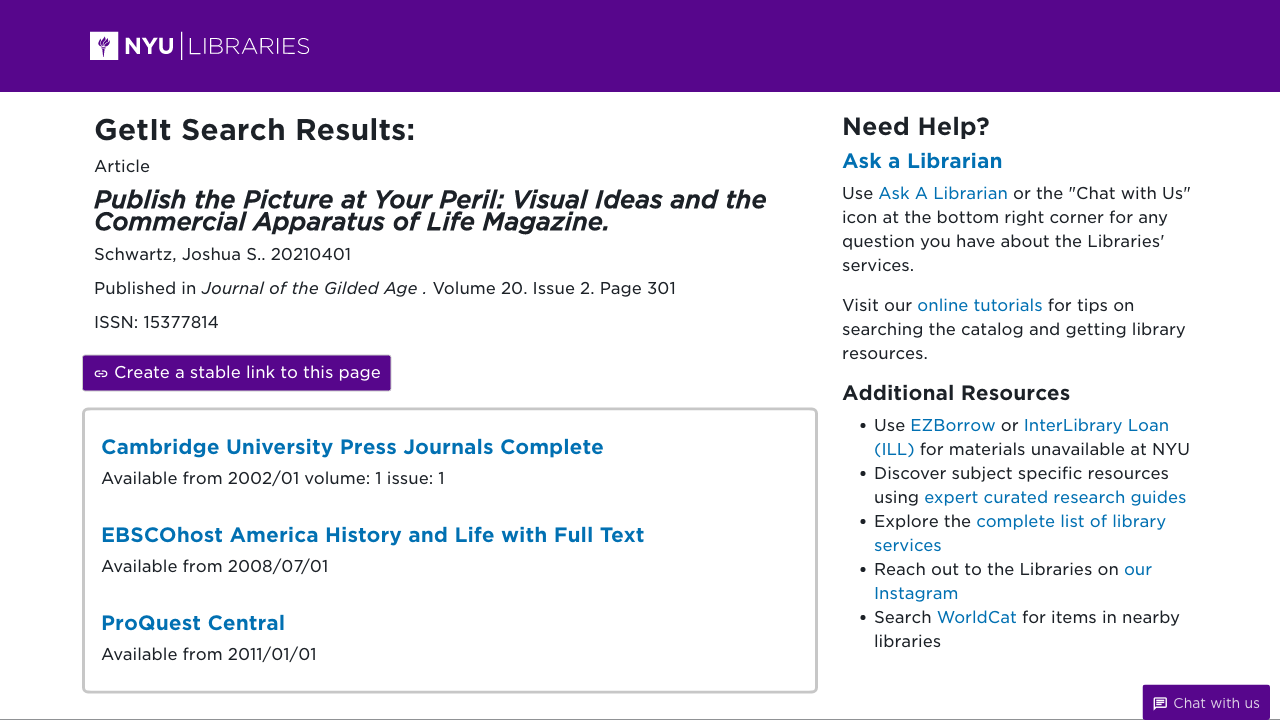 NYU LIBRARIES
GetIt Search Results:
Article
Publish the Picture at Your Peril: Visual Ideas and the
Commercial Apparatus of Life Magazine.
Schwartz, Joshua S.. 20210401
Published in Journal of the Gilded Age . Volume 20. Issue 2. Page 301
ISSN: 15377814
Create a stable link to this page
Cambridge University Press Journals Complete
Available from 2002/01 volume: 1 issue: 1
EBSCOhost America History and Life with Full Text
Available from 2008/07/01
ProQuest Central
Available from 2011/01/01
Need Help?
Ask a Librarian
Use Ask A Librarian or the "Chat with Us"
icon at the bottom right corner for any
question you have about the Libraries'
services.
Visit our online tutorials for tips on
searching the catalog and getting library
resources.
Additional Resources
• Use EZBorrow or InterLibrary Loan
(ILL) for materials unavailable at NYU
• Discover subject specific resources
using expert curated research guides
• Explore the complete list of library
services
• Reach out to the Libraries on our
Instagram
• Search WorldCat for items in nearby
libraries
Chat with us